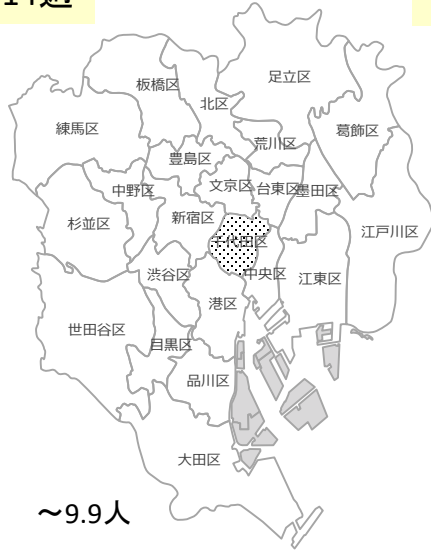 14週
足立区
板橋区
北区
葛飾区
練馬区
荒川区
豊島区
文京区
台東区
墨田区
中野区
新宿区
杉並区
江戸川区
千代田区
渋谷区
中央区
江東区
港区
世田谷区
目黒区
品川区
大田区
～9.9人